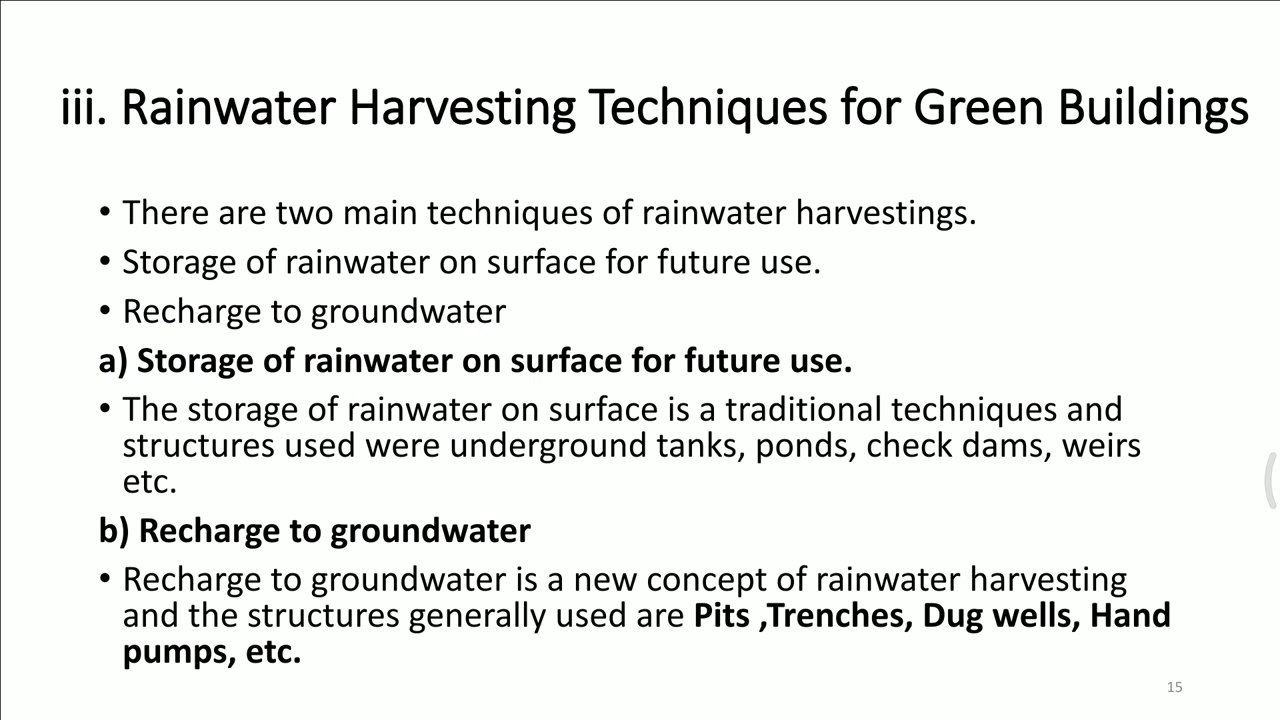 iii. Rainwater Harvesting Techniques for Green Buildings
• There are two main techniques of rainwater harvestings.
• Storage of rainwater on surface for future use.
• Recharge to groundwater
a) Storage of rainwater on surface for future use.
• The storage of rainwater on surface is a traditional techniques and
structures used were underground tanks, ponds, check dams, weirs
etc.
b) Recharge to groundwater
• Recharge to groundwater is a new concept of rainwater harvesting
and the structures generally used are Pits ,Trenches, Dug wells, Hand
pumps, etc.
15